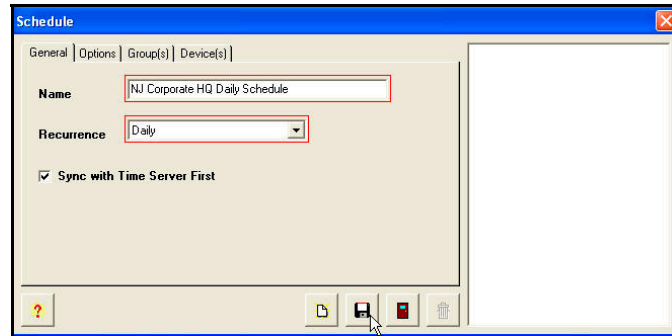 Schedule
General Options Group(s) Device(s)
Name NJ Corporate HQ Daily Schedule
Recurrence Daily
Sync with Time Server First
?